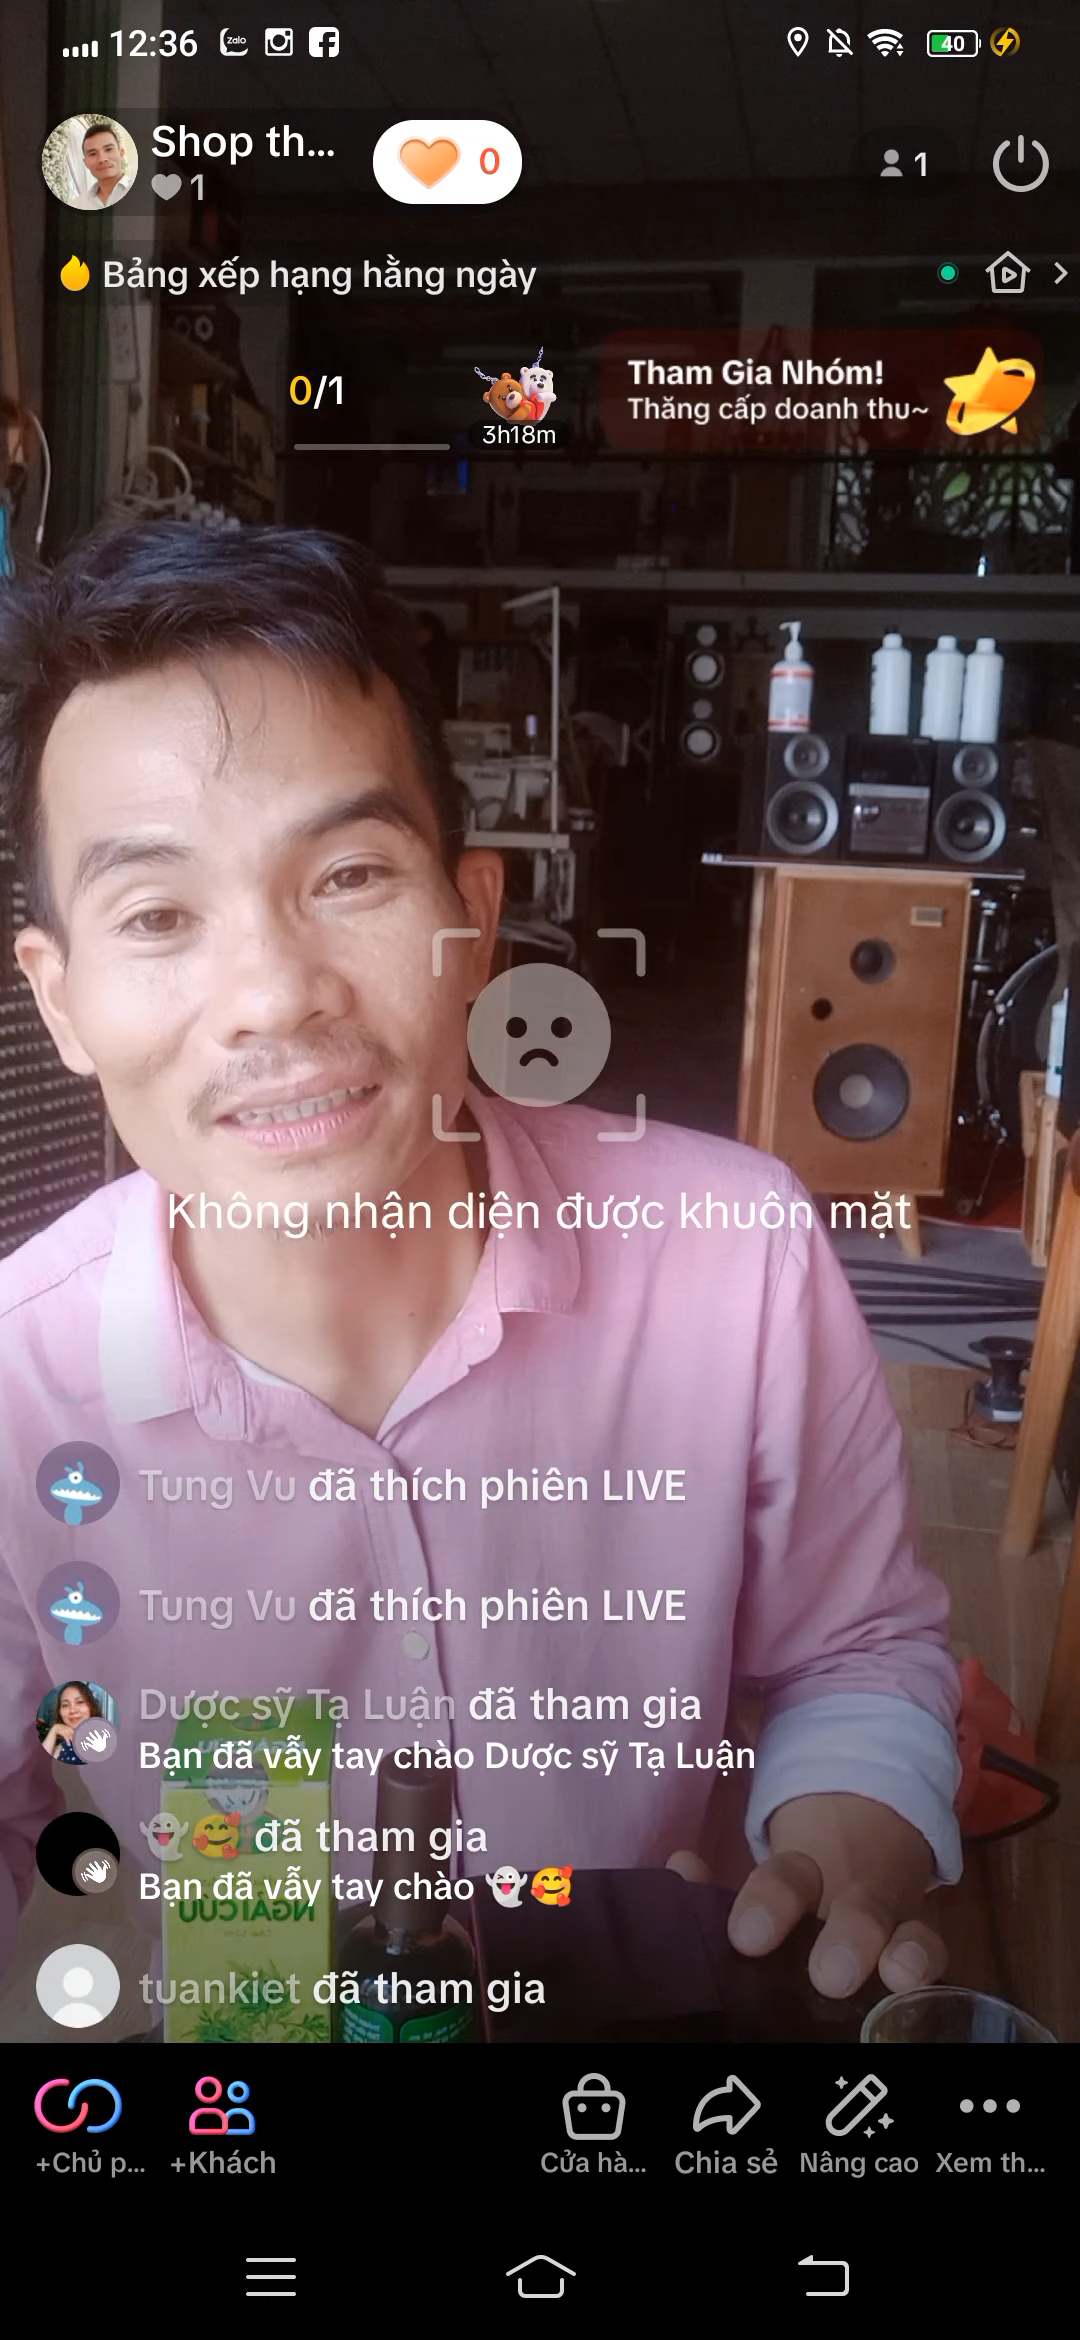 12:36
Zalo
40
Shop th...
1
0
1
Bảng xếp hạng hằng ngày
0/1
3h18m
Tham Gia Nhóm!
Thăng cấp doanh thu~
Không nhận diện được khuôn mặt
Tung Vu đã thích phiên LIVE
Tung Vu đã thích phiên LIVE
Dược sỹ Tạ Luận đã tham gia
Bạn đã vẫy tay chào Dược sỹ Tạ Luận
👻🥰 đã tham gia
Bạn đã vẫy tay chào 👻🥰
NGẢI CỨU
tuankiet đã tham gia
+Chủ p...
+Khách
Cửa hà...
Chia sẻ
Nâng cao
Xem th...